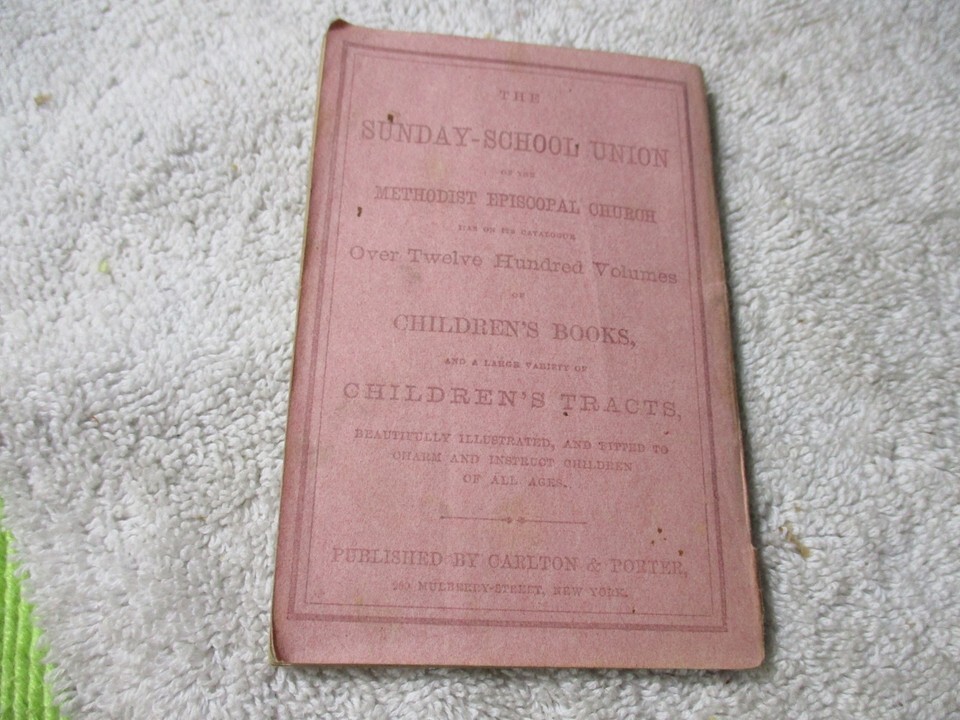 THE
SUNDAY-SCHOOL UNION
OF THE
METHODIST EPISCOPAL CHURCH
HAS ON ITS CATALOGUE
Over Twelve Hundred Volumes
OF
CHILDREN'S BOOKS,
AND A LARGE VARIETY OF
CHILDREN'S TRACTS,
BEAUTIFULLY ILLUSTRATED, AND FITTED TO
CHARM AND INSTRUCT CHILDREN
OF ALL AGES.
PUBLISHED BY CARLTON & PORTER,
200 MULBERRY-STREET, NEW YORK.